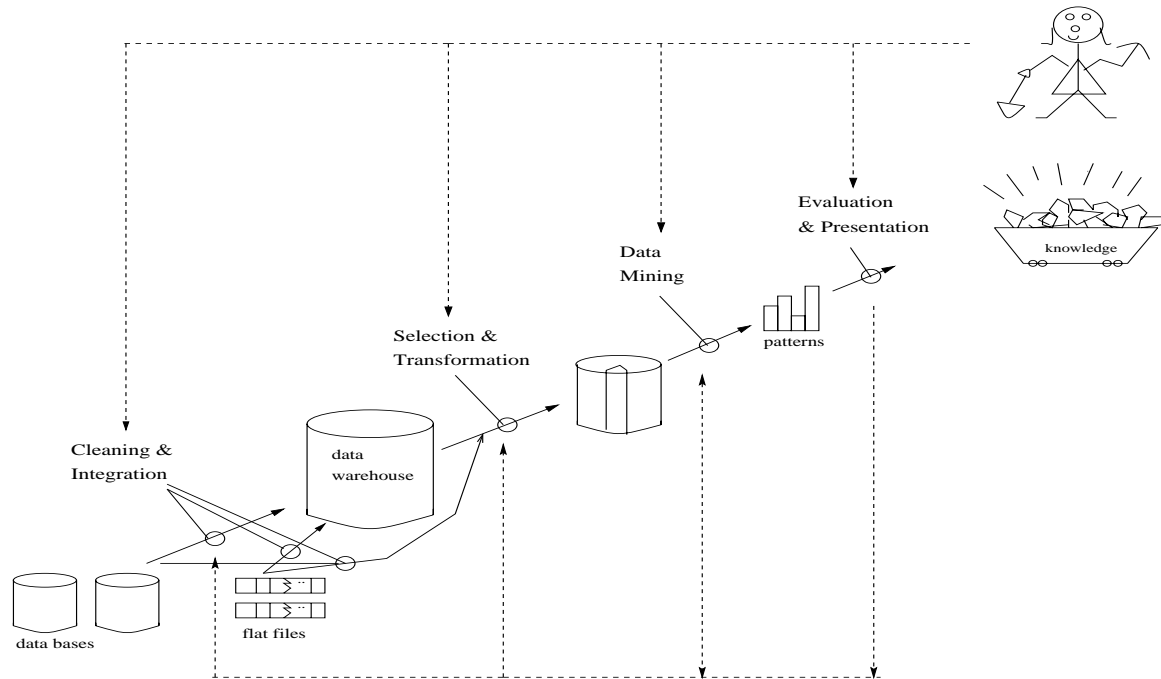 Evaluation
& Presentation
knowledge
Data
Mining
patterns
Selection &
Transformation
Cleaning &
Integration
data
warehouse
data bases
flat files